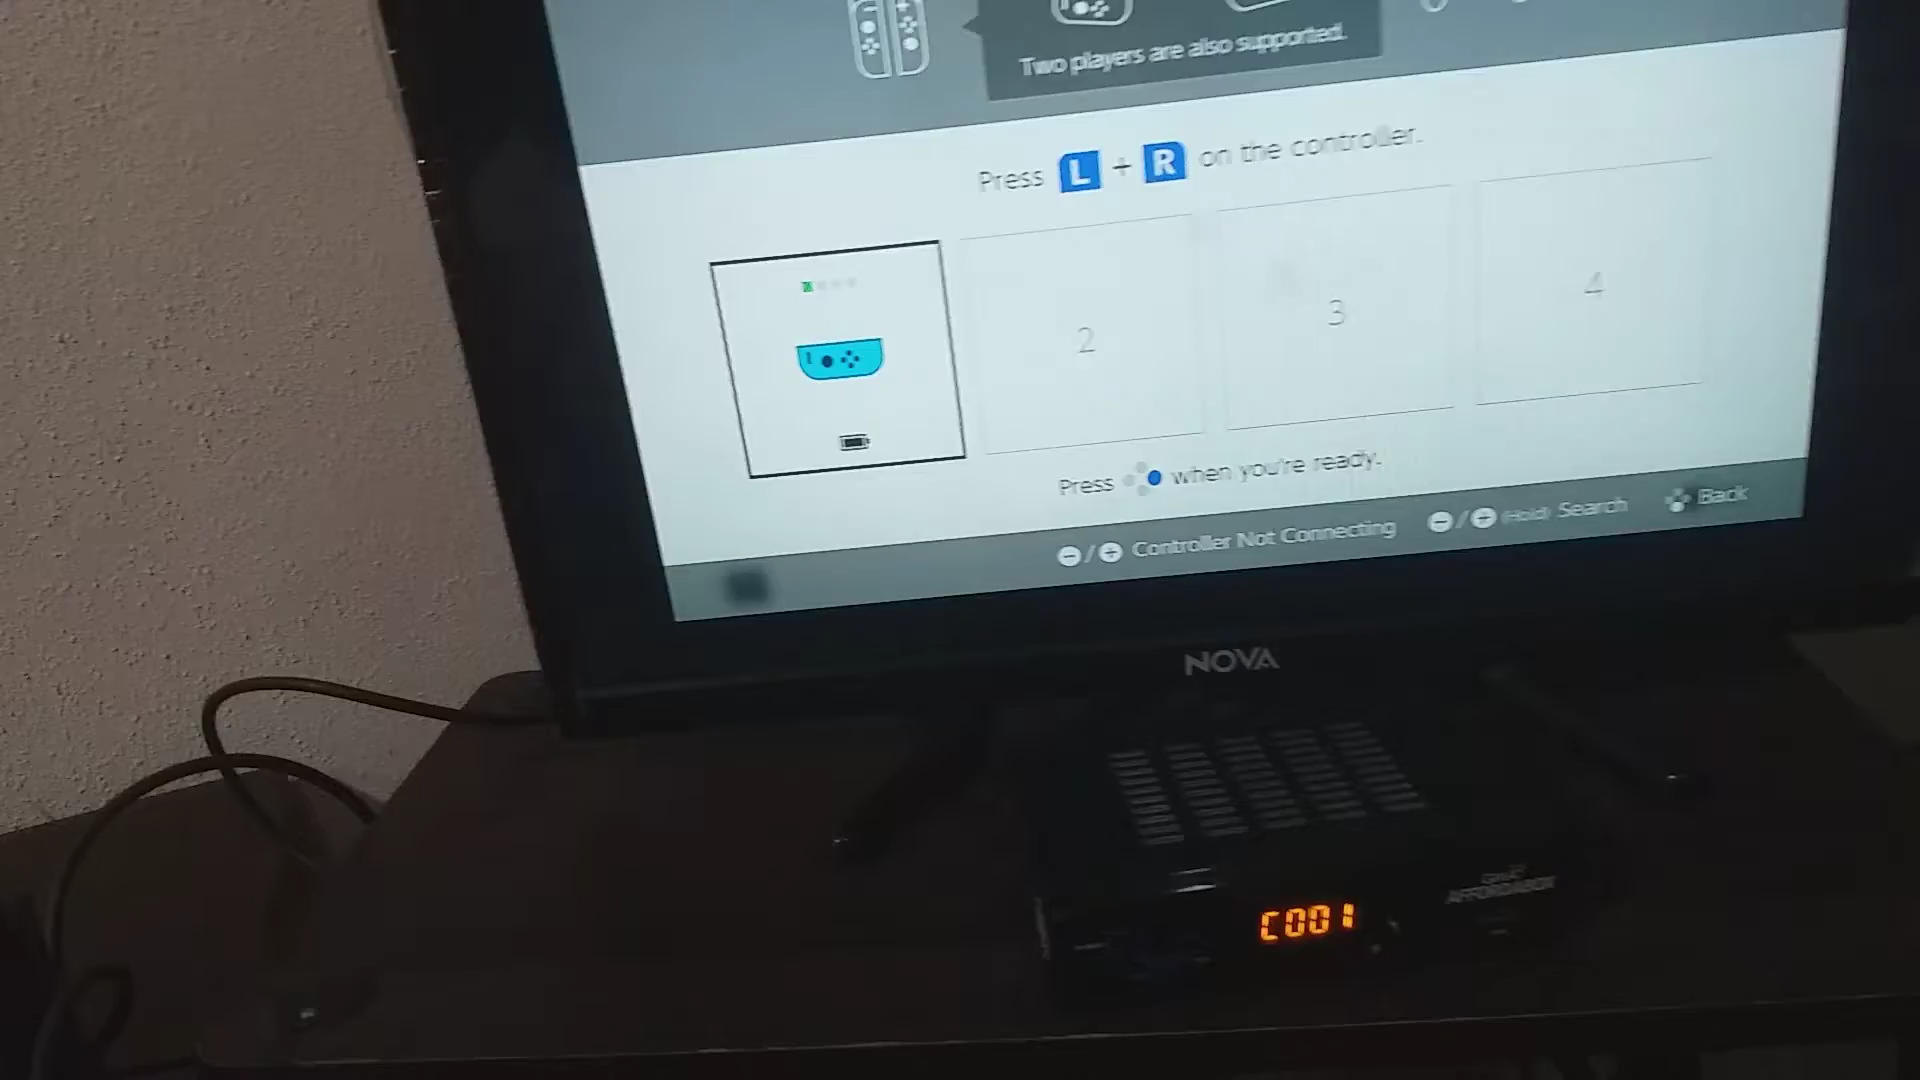 Two players are also supported.
Press L + R on the controller.
2
3
4
Press when you're ready.
/ Controller Not Connecting / (Hold) Search Back
NOVA
C001
AFFORDABOX